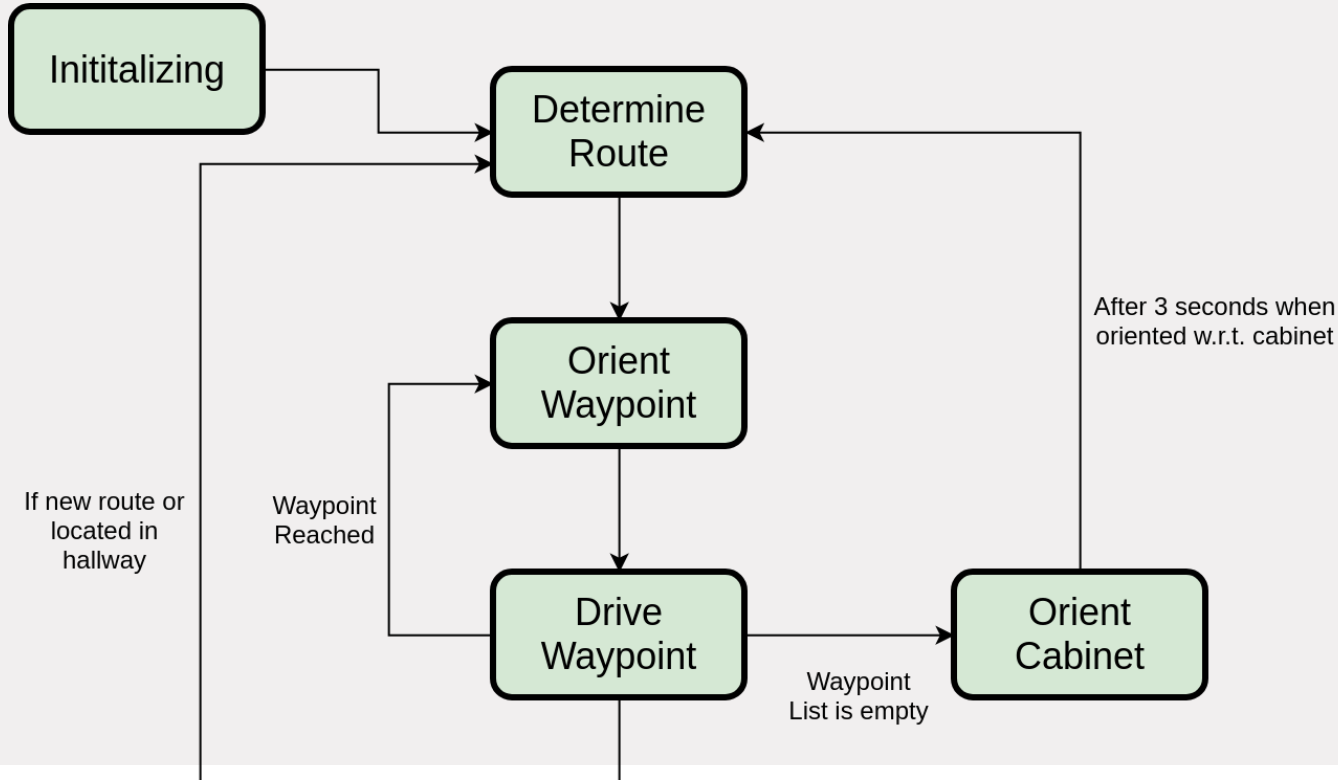 Inititalizing
Determine
Route
After 3 seconds when
oriented w.r.t. cabinet
Orient
Waypoint
If new route or
located in
hallway
Waypoint
Reached
Drive
Waypoint
Orient
Cabinet
Waypoint
List is empty